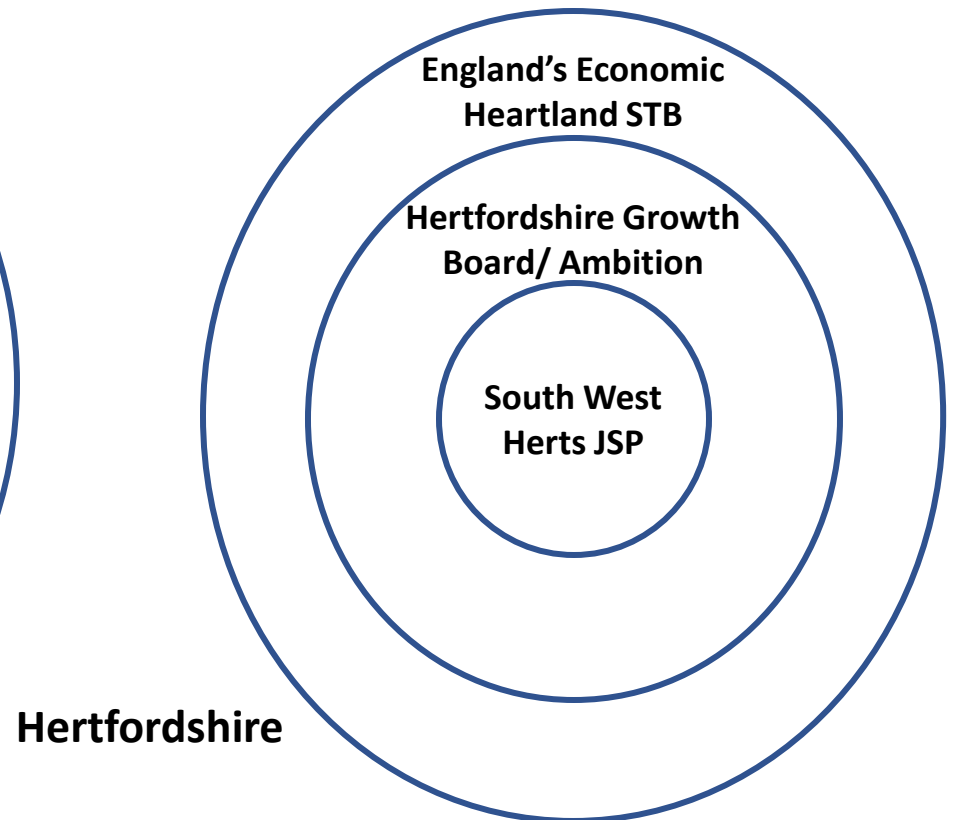 England’s Economic
Heartland STB
Hertfordshire Growth
Board/ Ambition
South West
Herts JSP
Hertfordshire